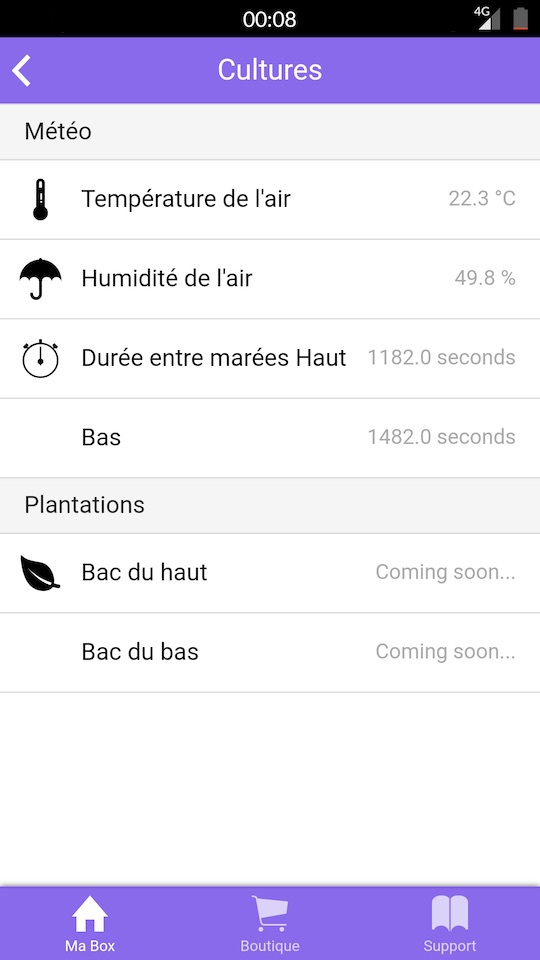 00:08
4G
Cultures
Météo
Température de l'air 22.3 °C
Humidité de l'air 49.8 %
Durée entre marées Haut 1182.0 seconds
Bas 1482.0 seconds
Plantations
Bac du haut Coming soon...
Bac du bas Coming soon...
Ma Box Boutique Support